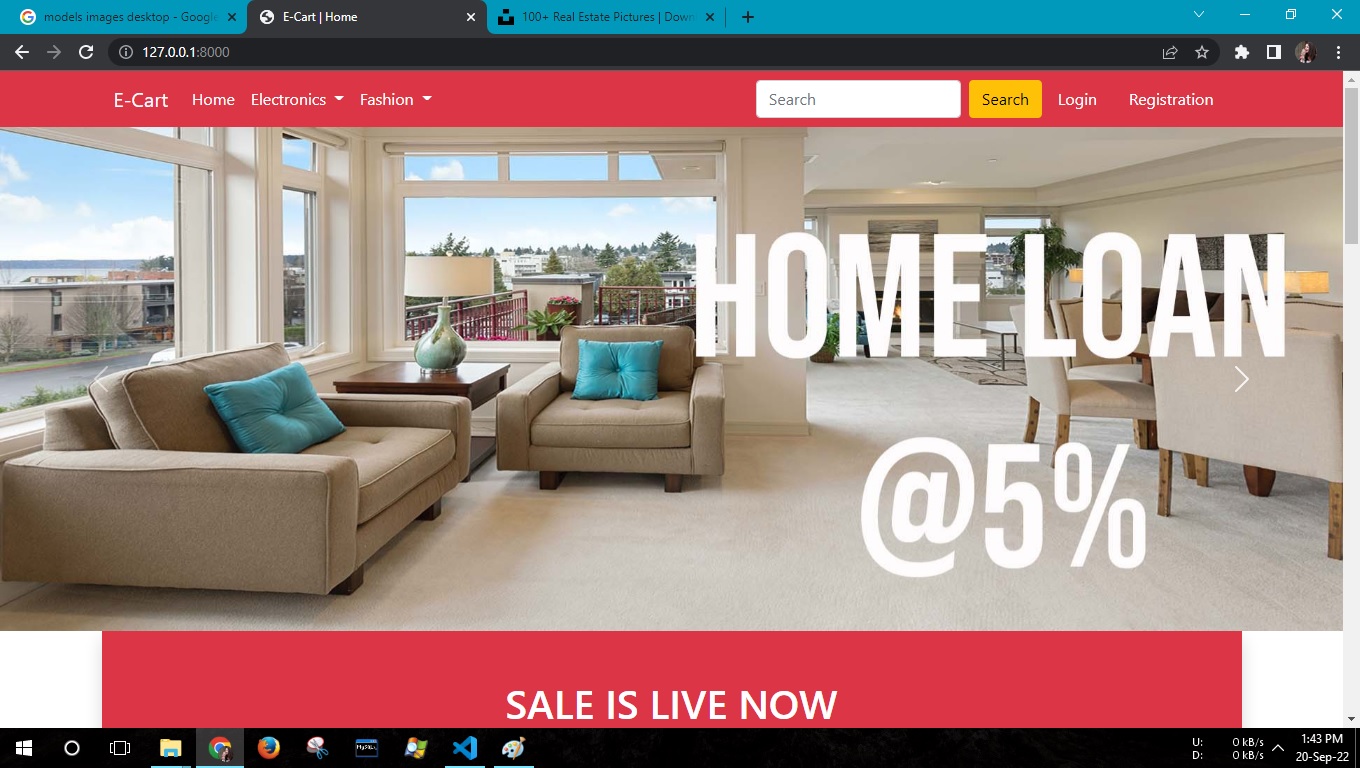 models images desktop - Google
E-Cart | Home
100+ Real Estate Pictures | Down
127.0.0.1:8000
E-Cart Home Electronics Fashion Search Search Login Registration
HOME LOAN
@5%
SALE IS LIVE NOW
U: 0 kB/s
D: 0 kB/s
1:43 PM
20-Sep-22